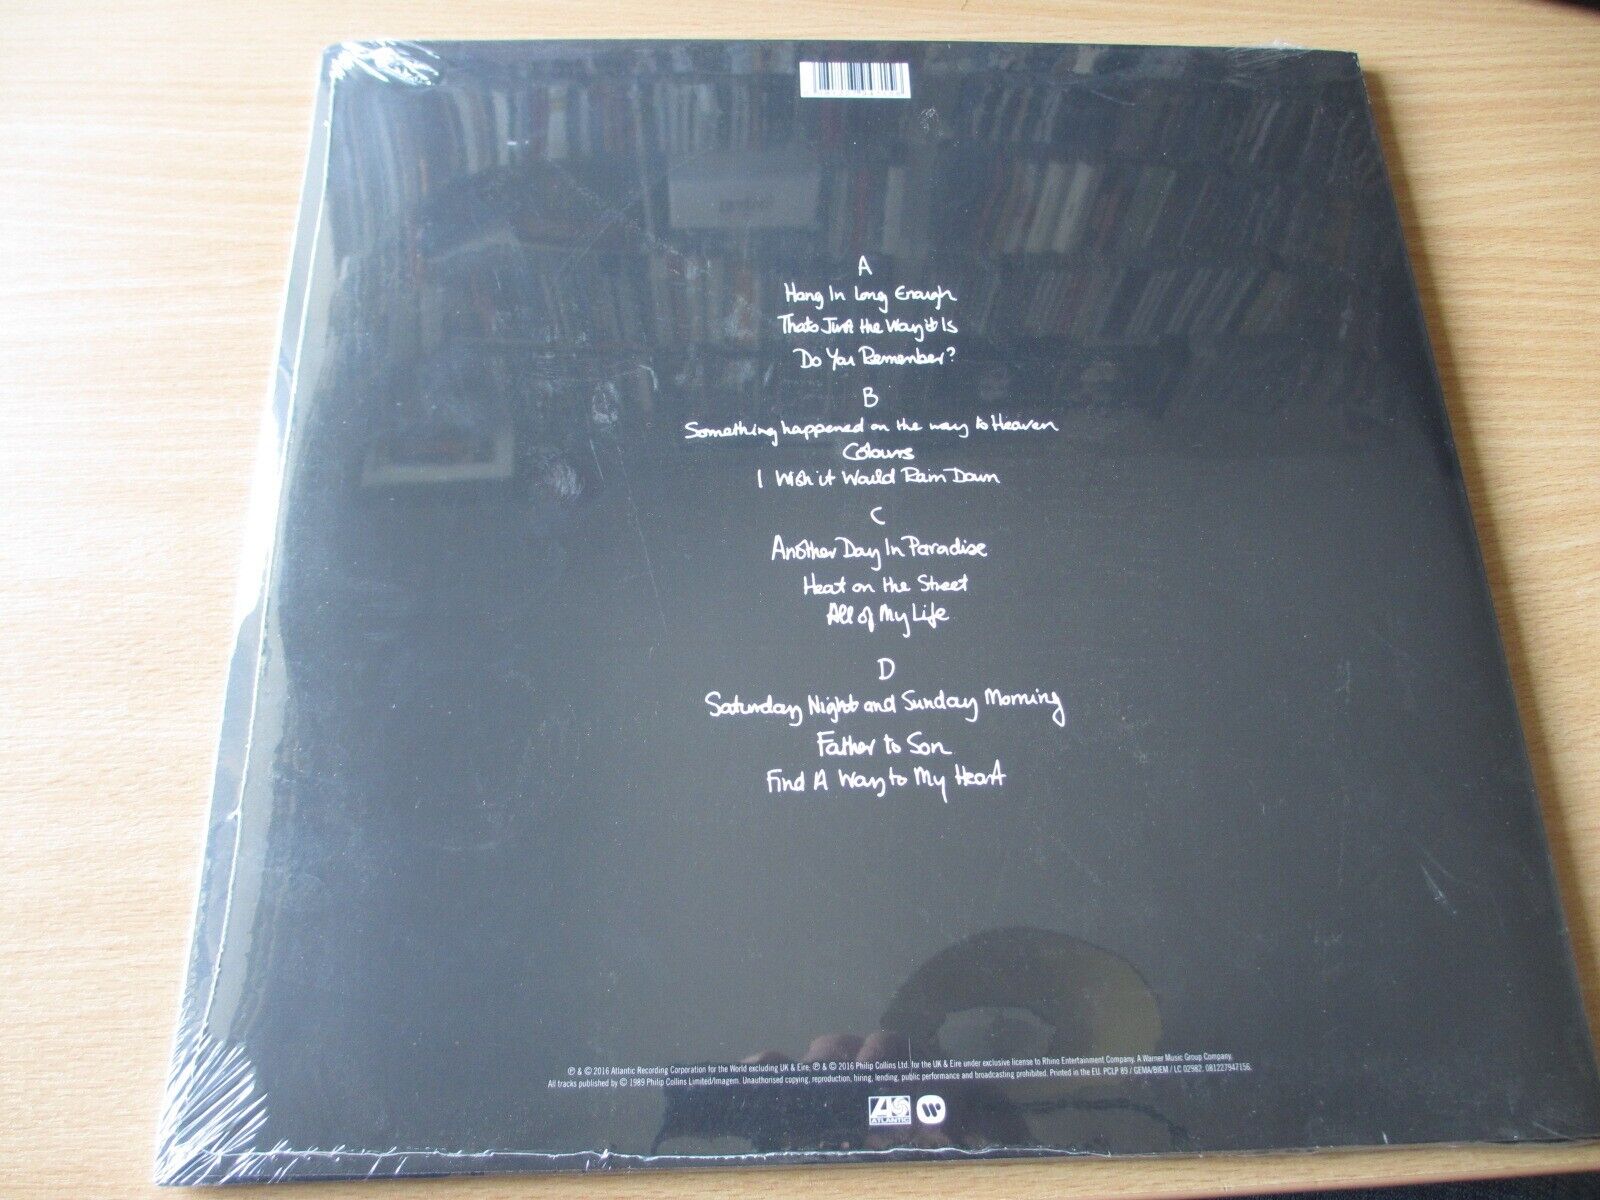 A
Hang In Long Enough
Thats Just the Way it Is
Do You Remember?
B
Something happened on the way to Heaven
Colours
I Wish it Would Rain Down
C
Another Day In Paradise
Heat on the Street
All of My Life
D
Saturday Night and Sunday Morning
Father to Son
Find A Way to My Heart
℗ & © 2016 Atlantic Recording Corporation for the World excluding UK & Eire. ℗ & © 2016 Philip Collins Ltd. for the UK & Eire under exclusive license to Rhino Entertainment Company. A Warner Music Group Company.
All tracks published by © 1989 Philip Collins Limited/Imagem. Unauthorised copying, reproduction, hiring, lending, public performance and broadcasting prohibited. Printed in the EU. PCLP 89 / GEMA/BIEM / LC 02982. 081227947156.
ATLANTIC